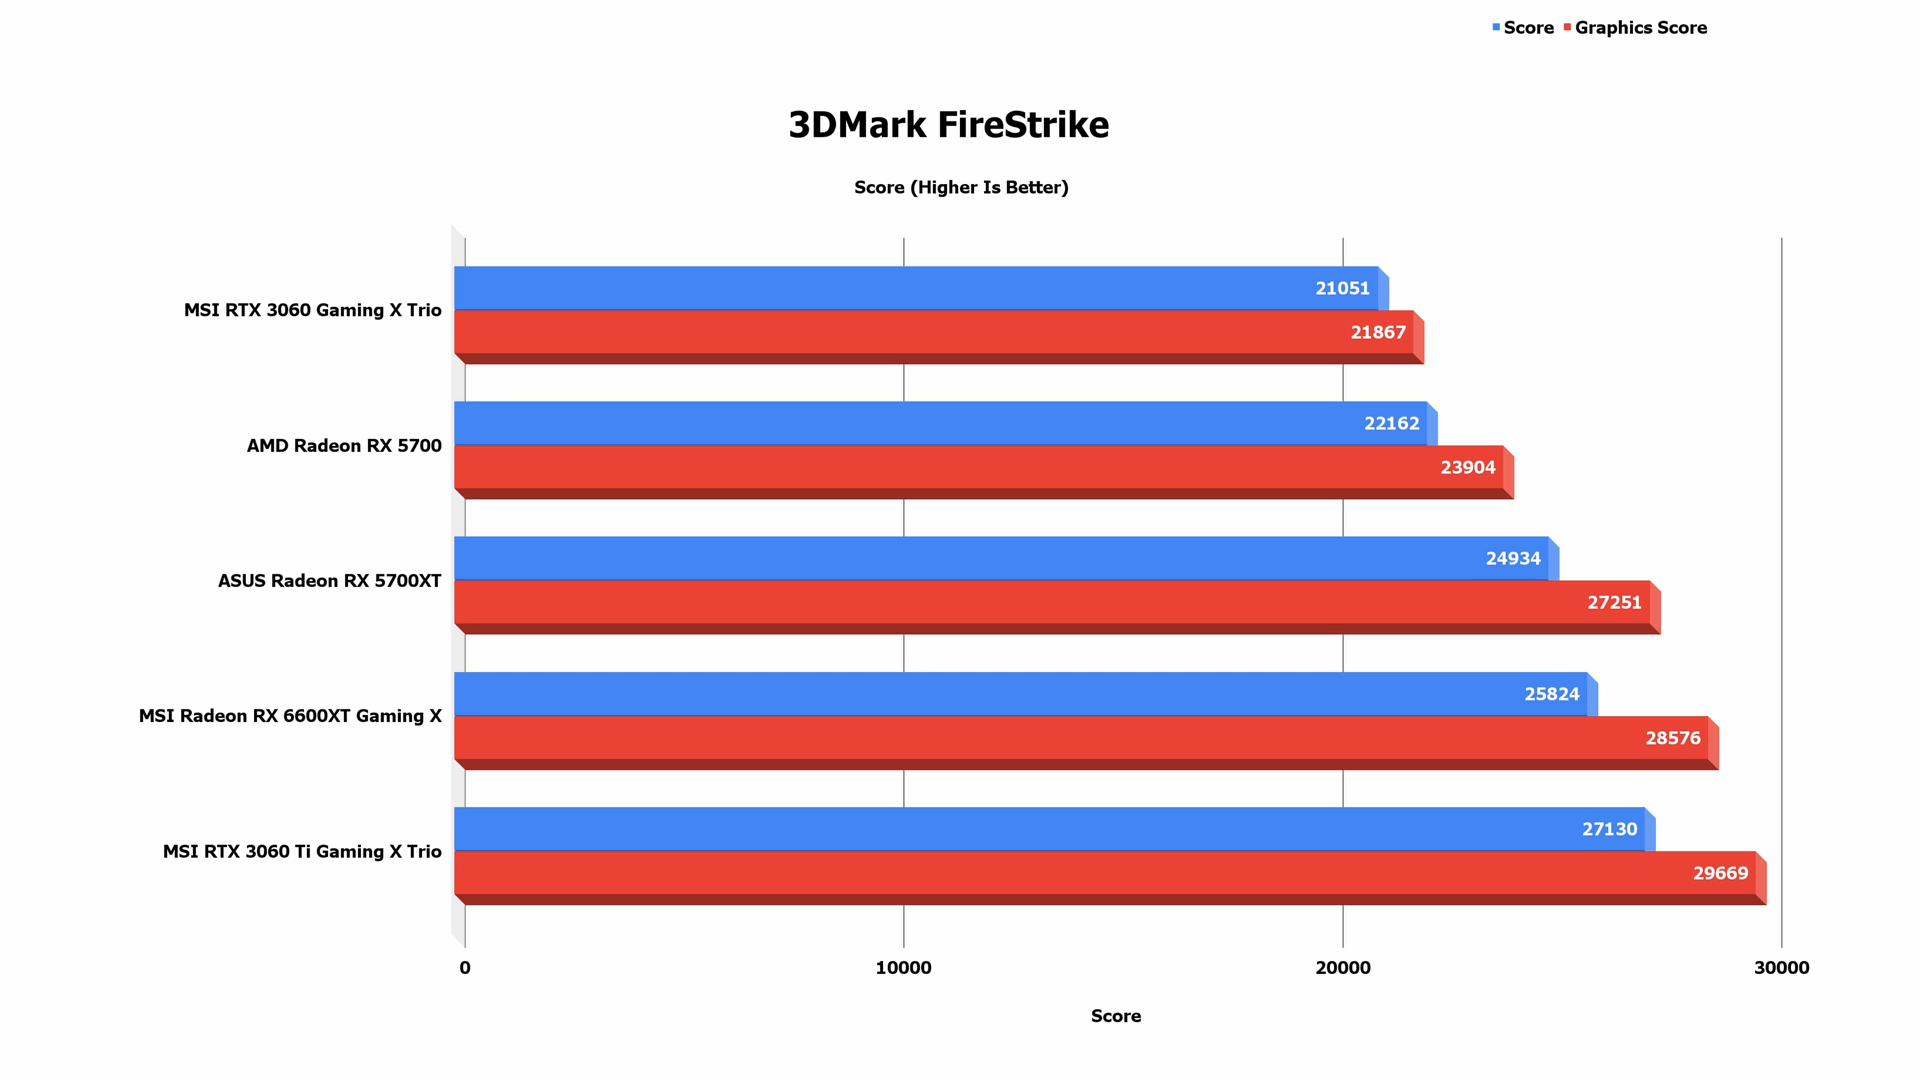 Score Graphics Score
3DMark FireStrike
Score (Higher Is Better)
MSI RTX 3060 Gaming X Trio
21051
21867
AMD Radeon RX 5700
22162
23904
ASUS Radeon RX 5700XT
24934
27251
MSI Radeon RX 6600XT Gaming X
25824
28576
MSI RTX 3060 Ti Gaming X Trio
27130
29669
0 10000 20000 30000
Score